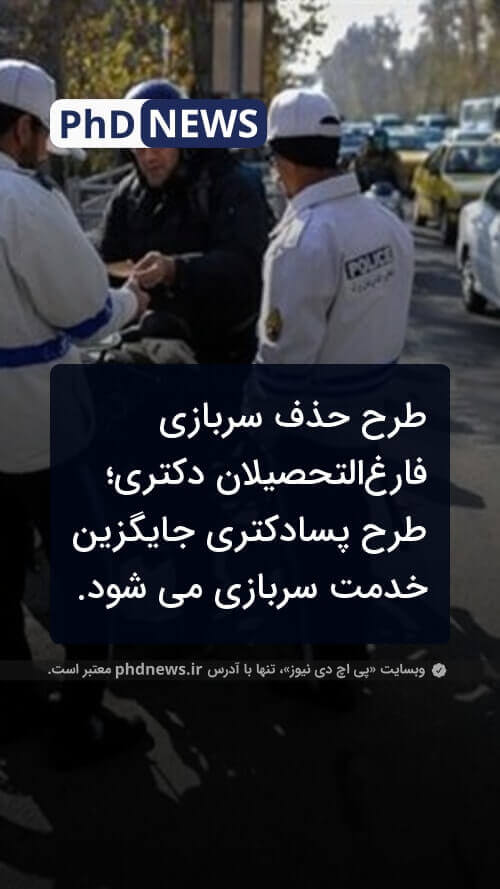 PhD NEWS
POLICE
طرح حذف سربازی
فارغ‌التحصیلان دکتری؛
طرح پسادکتری جایگزین
خدمت سربازی می شود.
وبسایت «پی اچ دی نیوز»، تنها با آدرس phdnews.ir معتبر است.